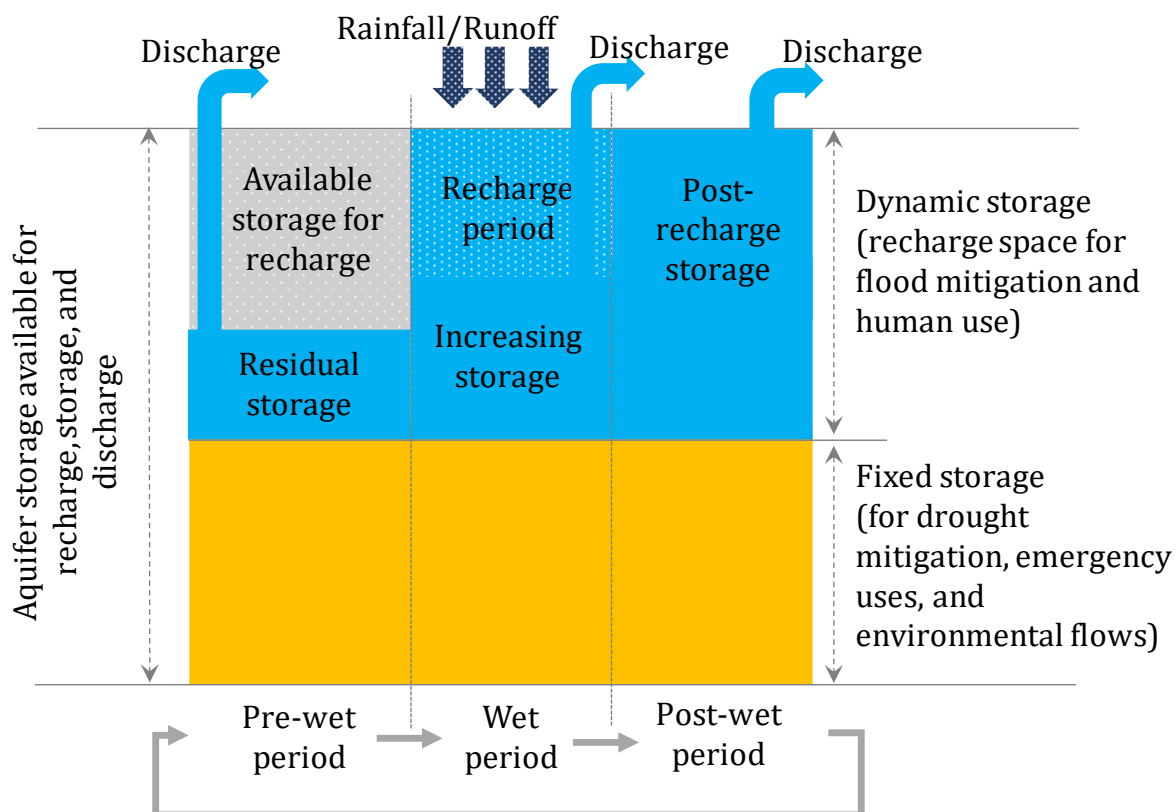 Rainfall/Runoff
Discharge
Discharge
Discharge
Aquifer storage available for
recharge, storage, and
discharge
Available
storage for
recharge
Recharge
period
Post-
recharge
storage
Dynamic storage
(recharge space for
flood mitigation and
human use)
Residual
storage
Increasing
storage
Fixed storage
(for drought
mitigation, emergency
uses, and
environmental flows)
Pre-wet
period
Wet
period
Post-wet
period